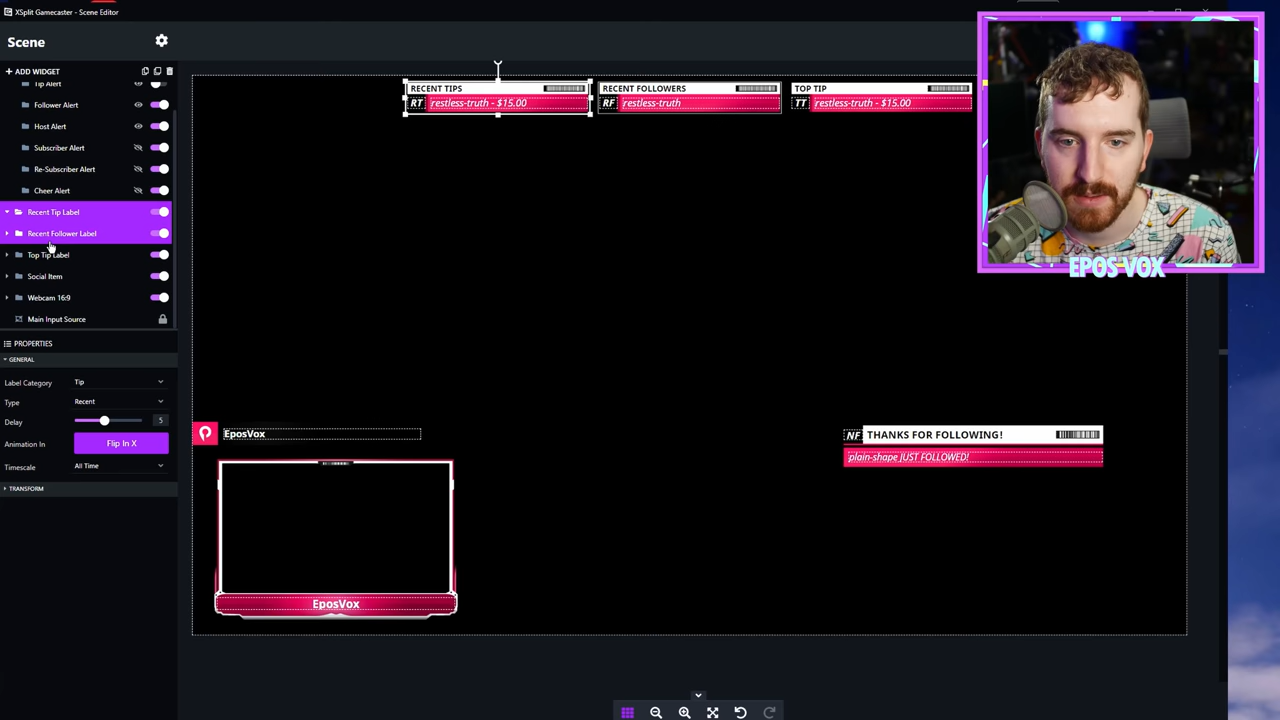 XSplit Gamecaster - Scene Editor
Scene
ADD WIDGET
Tip Alert
Follower Alert
Host Alert
Subscriber Alert
Re-Subscriber Alert
Cheer Alert
Recent Tip Label
Recent Follower Label
Top Tip Label
Social Item
Webcam 16:9
Main Input Source
PROPERTIES
GENERAL
Label Category Tip
Type Recent
Delay 5
Animation In Flip In X
Timescale All Time
TRANSFORM
RECENT TIPS
RT restless-truth - $15.00
RECENT FOLLOWERS
RF restless-truth
TOP TIP
TT restless-truth - $15.00
EPOS VOX
EposVox
NF THANKS FOR FOLLOWING!
plain-shape JUST FOLLOWED!
EposVox